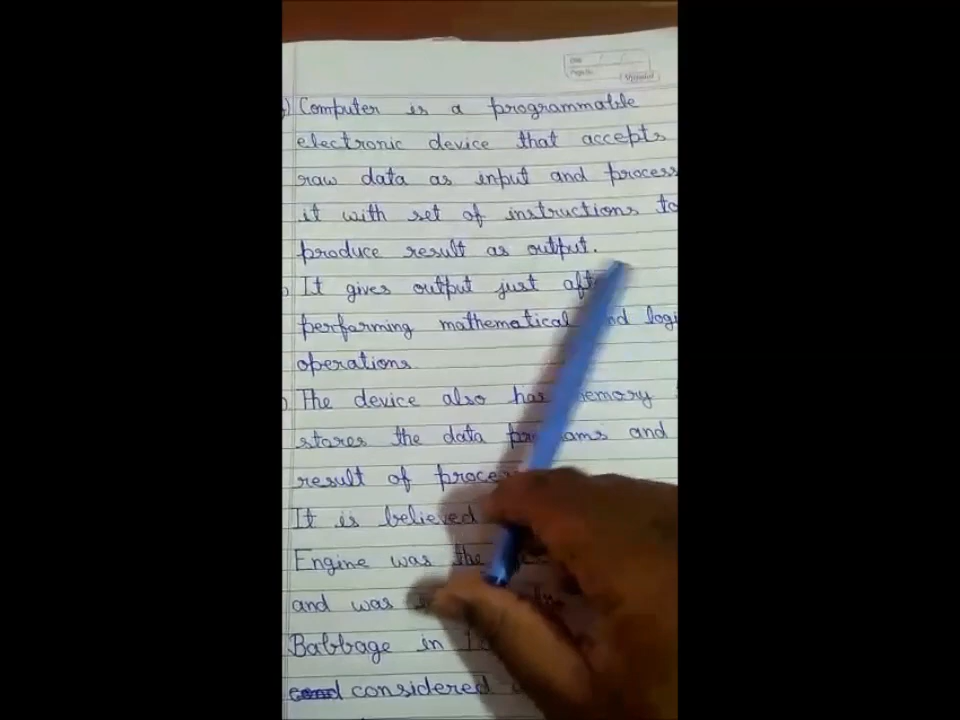 Computer is a programmable
electronic device that accepts
raw data as input and process
it with set of instructions to
produce result as output.
It gives output just
performing mathematical
operations
The device also has
stores the data and
result of
It is believed
Engine was the
and was
Babbage in
considered